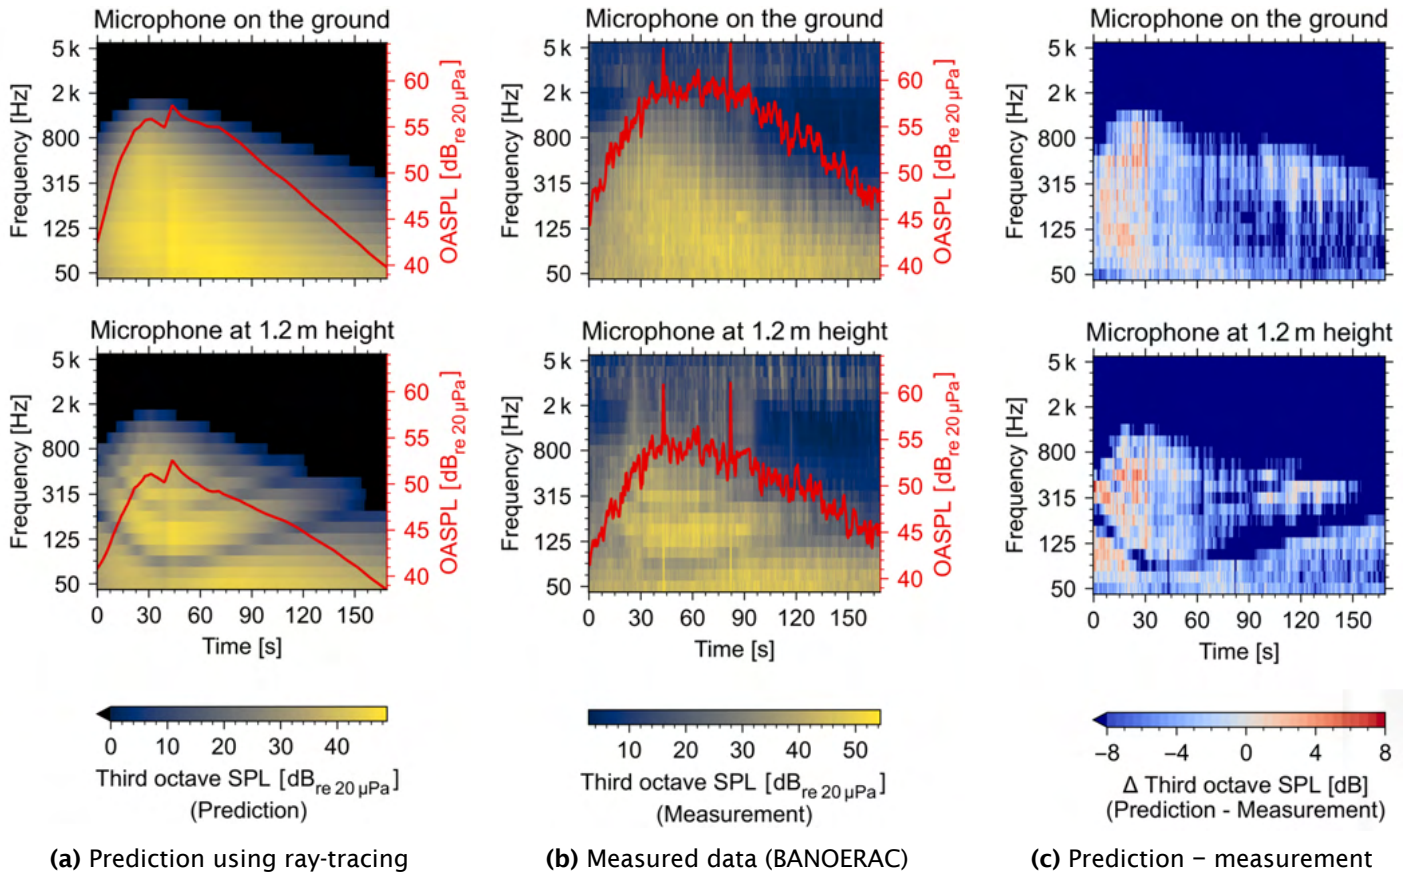 Microphone on the ground
5 k
2 k
800
315
125
50
Frequency [Hz]
60
55
50
45
40
OASPL [dBre 20 µPa]
Microphone on the ground
5 k
2 k
800
315
125
50
Frequency [Hz]
60
55
50
45
40
OASPL [dBre 20 µPa]
Microphone on the ground
5 k
2 k
800
315
125
50
Frequency [Hz]
Microphone at 1.2 m height
5 k
2 k
800
315
125
50
Frequency [Hz]
60
55
50
45
40
OASPL [dBre 20 µPa]
0 30 60 90 120 150
Time [s]
Microphone at 1.2 m height
5 k
2 k
800
315
125
50
Frequency [Hz]
60
55
50
45
40
OASPL [dBre 20 µPa]
0 30 60 90 120 150
Time [s]
Microphone at 1.2 m height
5 k
2 k
800
315
125
50
Frequency [Hz]
0 30 60 90 120 150
Time [s]
0 10 20 30 40
Third octave SPL [dBre 20 µPa]
(Prediction)
10 20 30 40 50
Third octave SPL [dBre 20 µPa]
(Measurement)
−8 −4 0 4 8
Δ Third octave SPL [dB]
(Prediction - Measurement)
(a) Prediction using ray-tracing
(b) Measured data (BANOERAC)
(c) Prediction − measurement